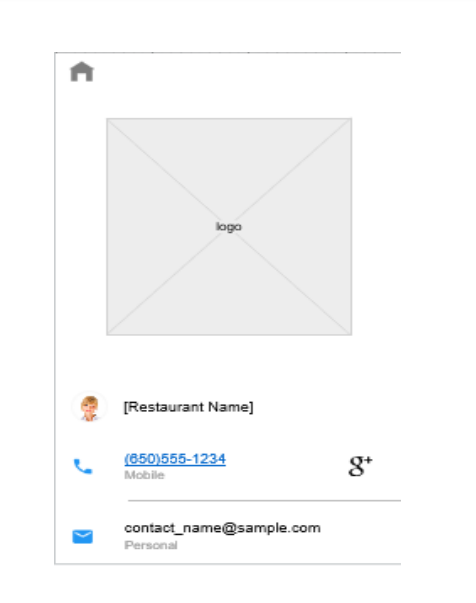 logo
[Restaurant Name]
(650)555-1234
Mobile
g+
contact_name@sample.com
Personal